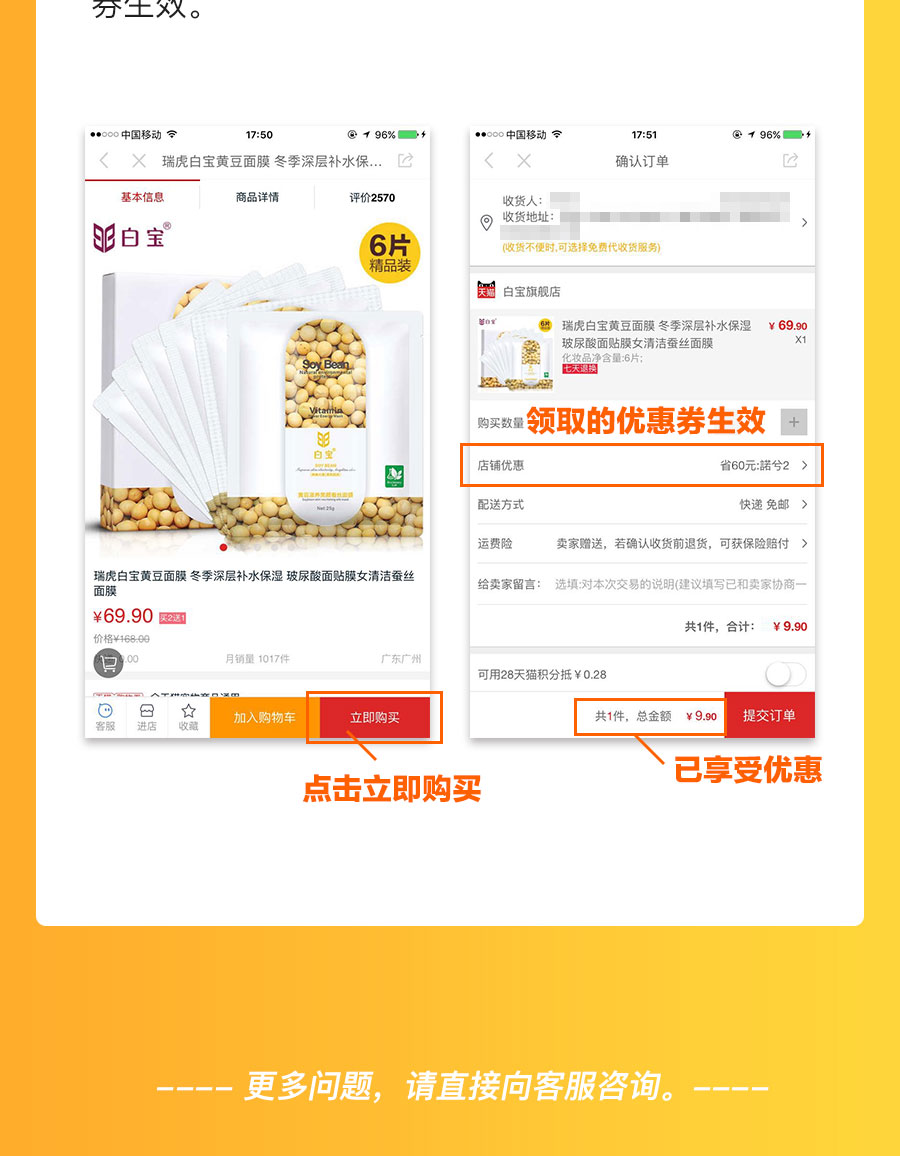 券生效。
中国移动 17:50 96%
瑞虎白宝黄豆面膜 冬季深层补水保...
基本信息 商品详情 评价2570
白宝®
6片
精品装
Soy Bean
Vitamin
白宝
SOY BEAN
Net 25g
瑞虎白宝黄豆面膜 冬季深层补水保湿 玻尿酸面贴膜女清洁蚕丝
面膜
¥69.90 买2送1
价格¥168.00
0.00 月销量 1017件 广东广州
客服 进店 收藏 加入购物车 立即购买
点击立即购买
中国移动 17:51 96%
确认订单
收货人：
收货地址：
(收货不便时,可选择免费代收货服务)
天猫 白宝旗舰店
瑞虎白宝黄豆面膜 冬季深层补水保湿 ¥ 69.90
玻尿酸面贴膜女清洁蚕丝面膜 X1
化妆品净含量:6片;
七天退换
购买数量 领取的优惠券生效 +
店铺优惠 省60元:諾兮2
配送方式 快递 免邮
运费险 卖家赠送，若确认收货前退货，可获保险赔付
给卖家留言： 选填:对本次交易的说明(建议填写已和卖家协商一
共1件，合计： ¥ 9.90
可用28天猫积分抵¥0.28
共1件，总金额 ¥ 9.90 提交订单
已享受优惠
---- 更多问题，请直接向客服咨询。----